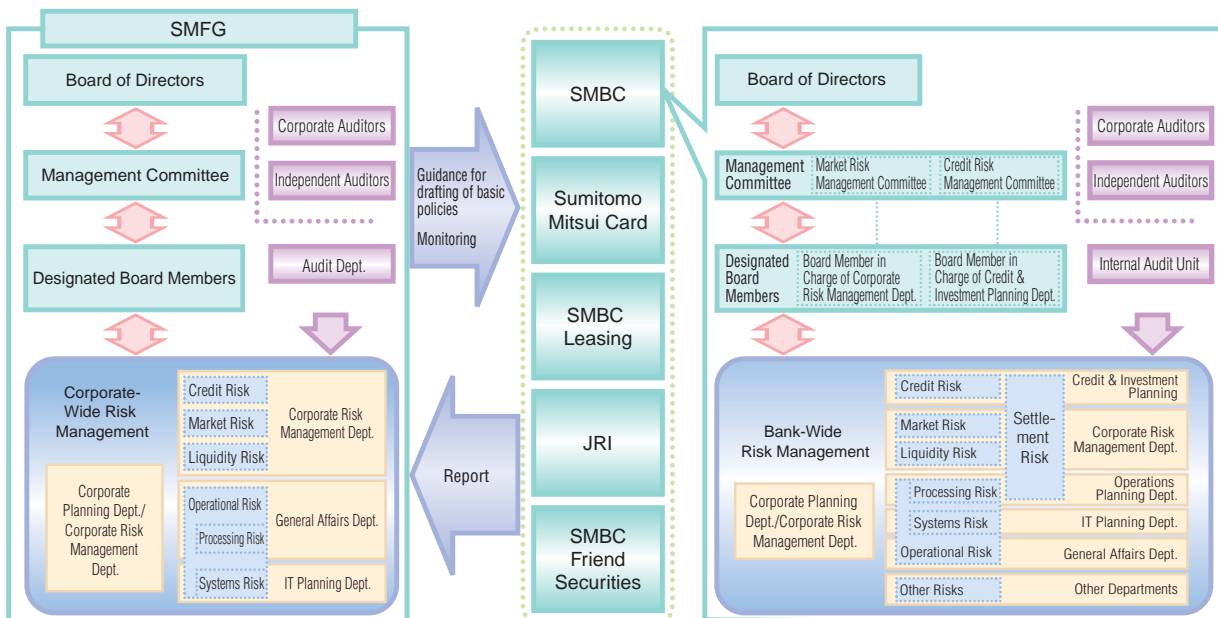 SMFG
Board of Directors
Corporate Auditors
Management Committee
Independent Auditors
Designated Board Members
Audit Dept.
Corporate-
Wide Risk
Management
Corporate
Planning Dept./
Corporate Risk
Management
Dept.
Credit Risk
Market Risk
Liquidity Risk
Corporate Risk
Management Dept.
Operational Risk
Processing Risk
General Affairs Dept.
Systems Risk
IT Planning Dept.
Guidance for
drafting of basic
policies
Monitoring
Report
SMBC
Sumitomo
Mitsui Card
SMBC
Leasing
JRI
SMBC
Friend
Securities
Board of Directors
Corporate Auditors
Management
Committee
Market Risk
Management Committee
Credit Risk
Management Committee
Independent Auditors
Designated
Board
Members
Board Member in
Charge of Corporate
Risk Management Dept.
Board Member in
Charge of Credit &
Investment Planning Dept.
Internal Audit Unit
Bank-Wide
Risk Management
Corporate Planning
Dept./Corporate Risk
Management Dept.
Credit Risk
Market Risk
Liquidity Risk
Settle-
ment
Risk
Credit & Investment
Planning
Corporate Risk
Management Dept.
Processing Risk
Operations
Planning Dept.
Systems Risk
IT Planning Dept.
Operational Risk
General Affairs Dept.
Other Risks
Other Departments